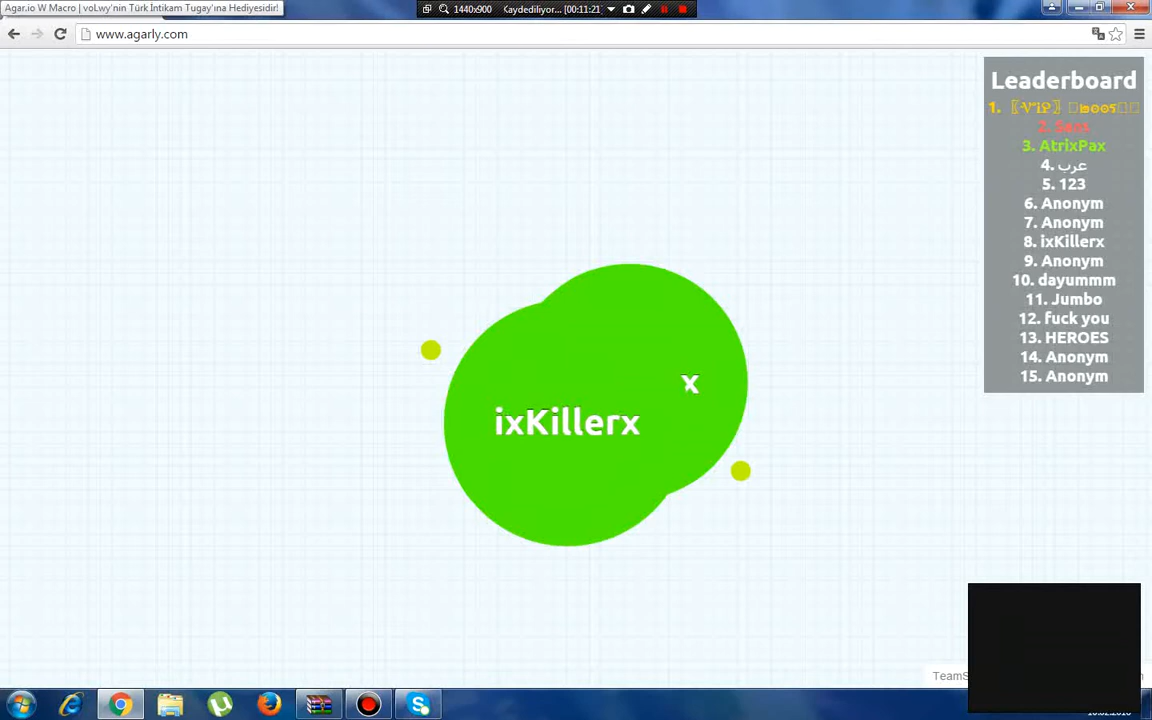 Agar.io W Macro | voLwy'nin Türk İntikam Tugay'ına Hediyesidir!
1440x900 Kaydediliyor... [00:11:21]
www.agarly.com
Leaderboard
1.
3. AtrixPax
4. عرب
5. 123
6. Anonym
7. Anonym
8. ixKillerx
9. Anonym
10. dayummm
11. Jumbo
12. fuck you
13. HEROES
14. Anonym
15. Anonym
x
ixKillerx